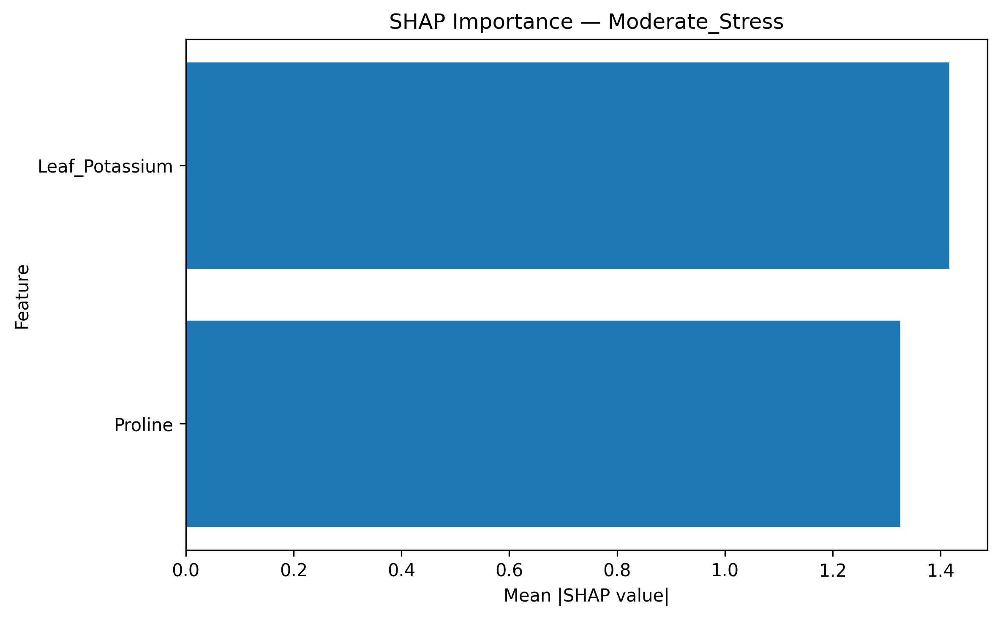 SHAP Importance — Moderate_Stress
Leaf_Potassium
Feature
Proline
0.0 0.2 0.4 0.6 0.8 1.0 1.2 1.4
Mean |SHAP value|